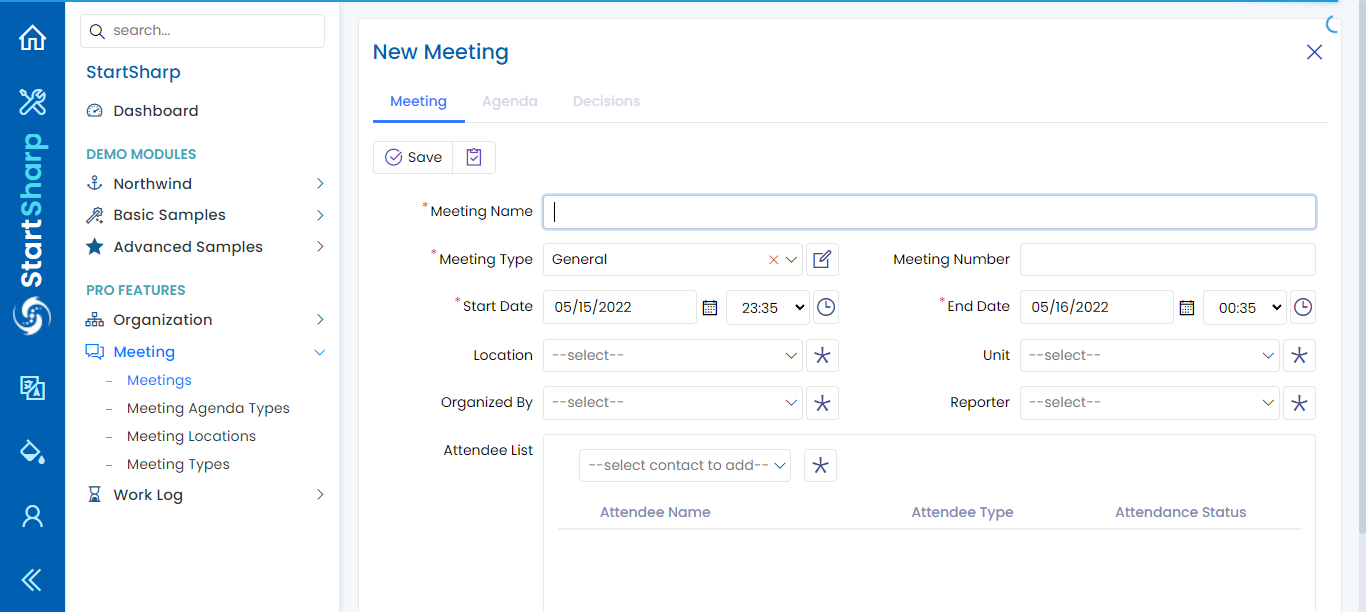 search...
StartSharp
Dashboard
DEMO MODULES
Northwind
Basic Samples
Advanced Samples
PRO FEATURES
Organization
Meeting
Meetings
Meeting Agenda Types
Meeting Locations
Meeting Types
Work Log
StartSharp
New Meeting
Meeting Agenda Decisions
Save
*Meeting Name
*Meeting Type General Meeting Number
*Start Date 05/15/2022 23:35 *End Date 05/16/2022 00:35
Location --select-- Unit --select--
Organized By --select-- Reporter --select--
Attendee List
--select contact to add--
Attendee Name Attendee Type Attendance Status